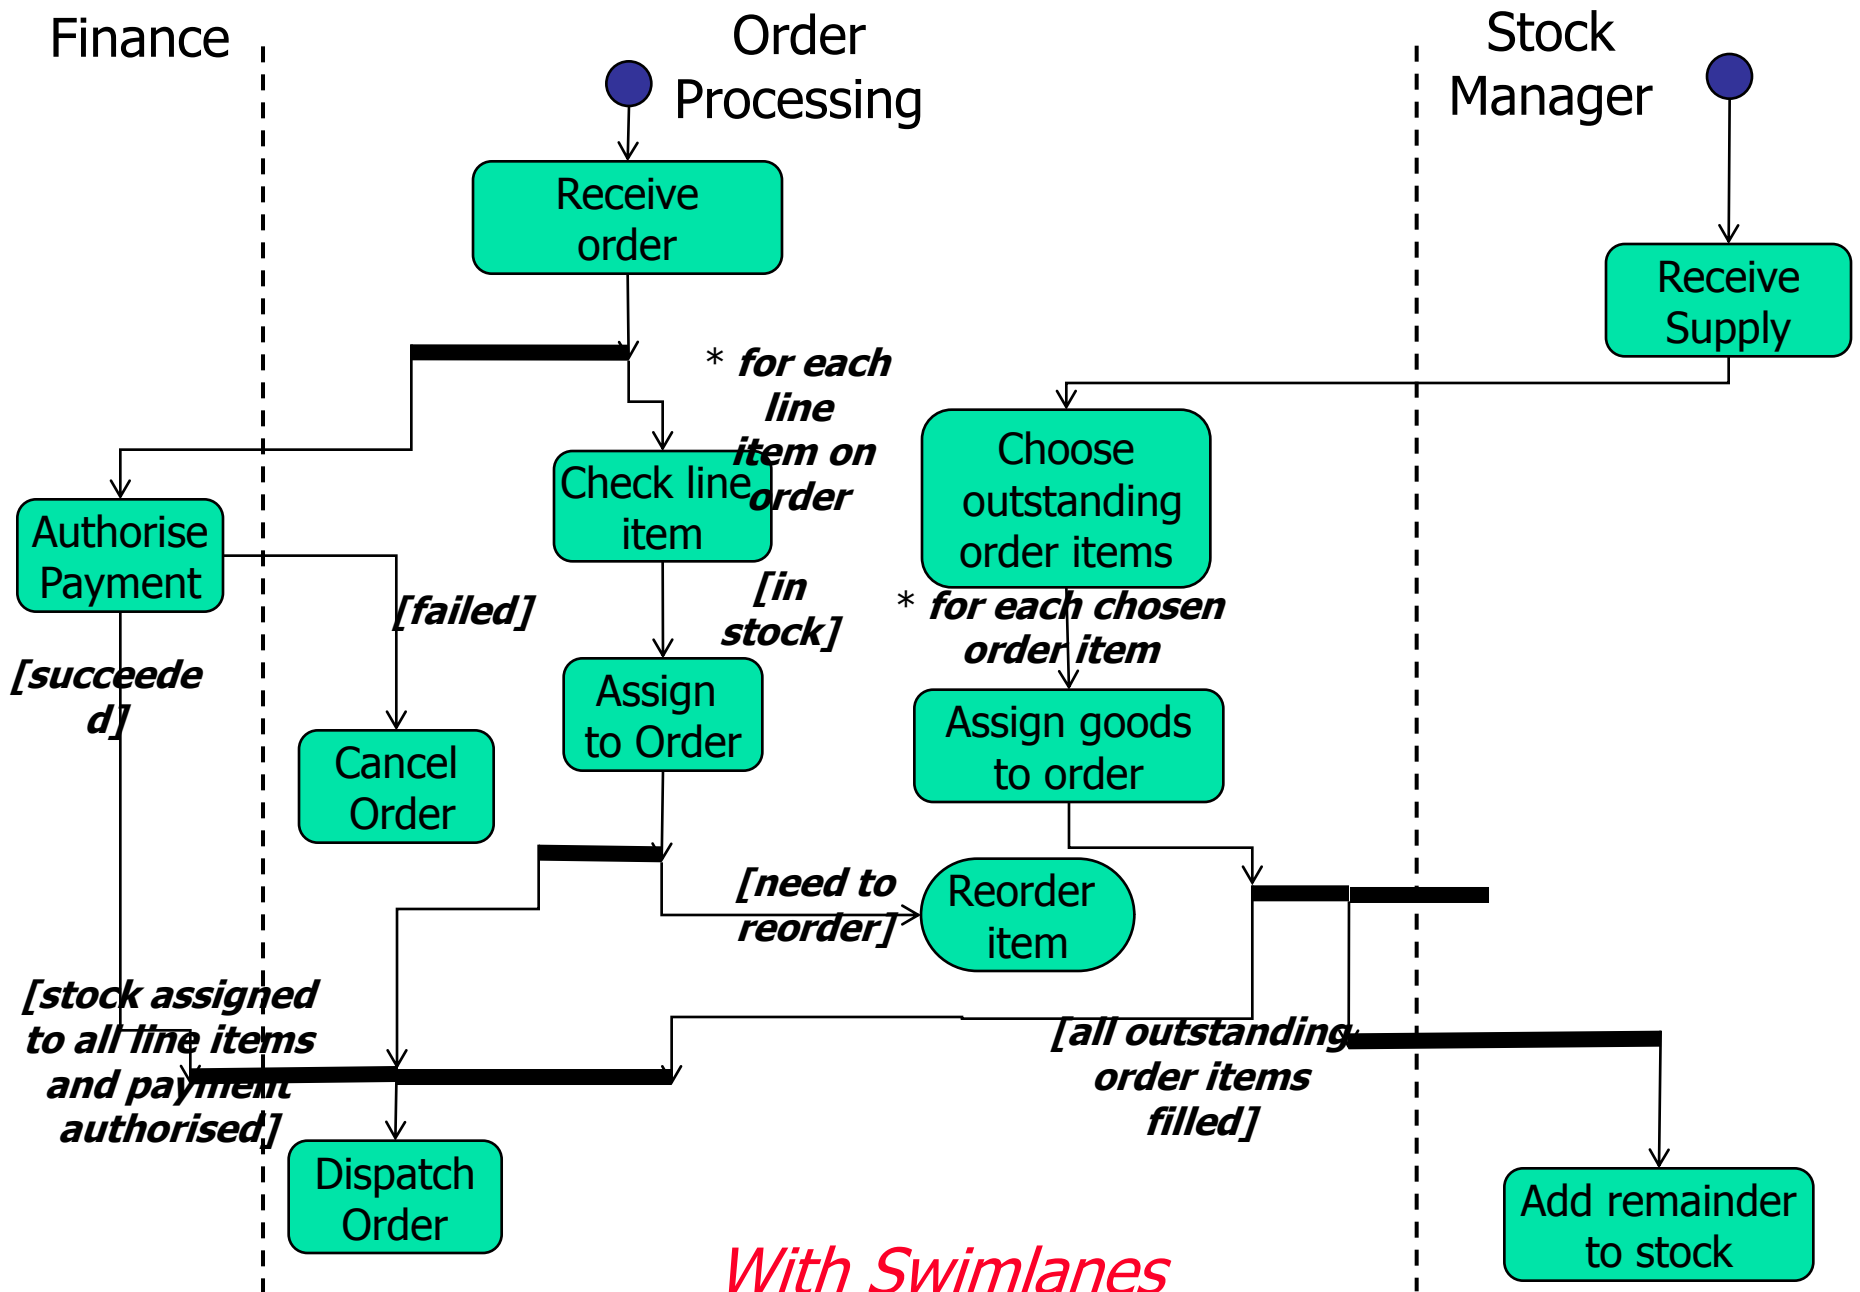 Finance
Order
Processing
Stock
Manager
Receive
order
Receive
Supply
* for each
line
item on
order
Check line
item
Choose
outstanding
order items
Authorise
Payment
[failed]
[in
stock]
* for each chosen
order item
[succeede
d]
Assign
to Order
Assign goods
to order
Cancel
Order
[need to
reorder]
Reorder
item
[stock assigned
to all line items
and payment
authorised]
[all outstanding
order items
filled]
Dispatch
Order
Add remainder
to stock
With Swimlanes